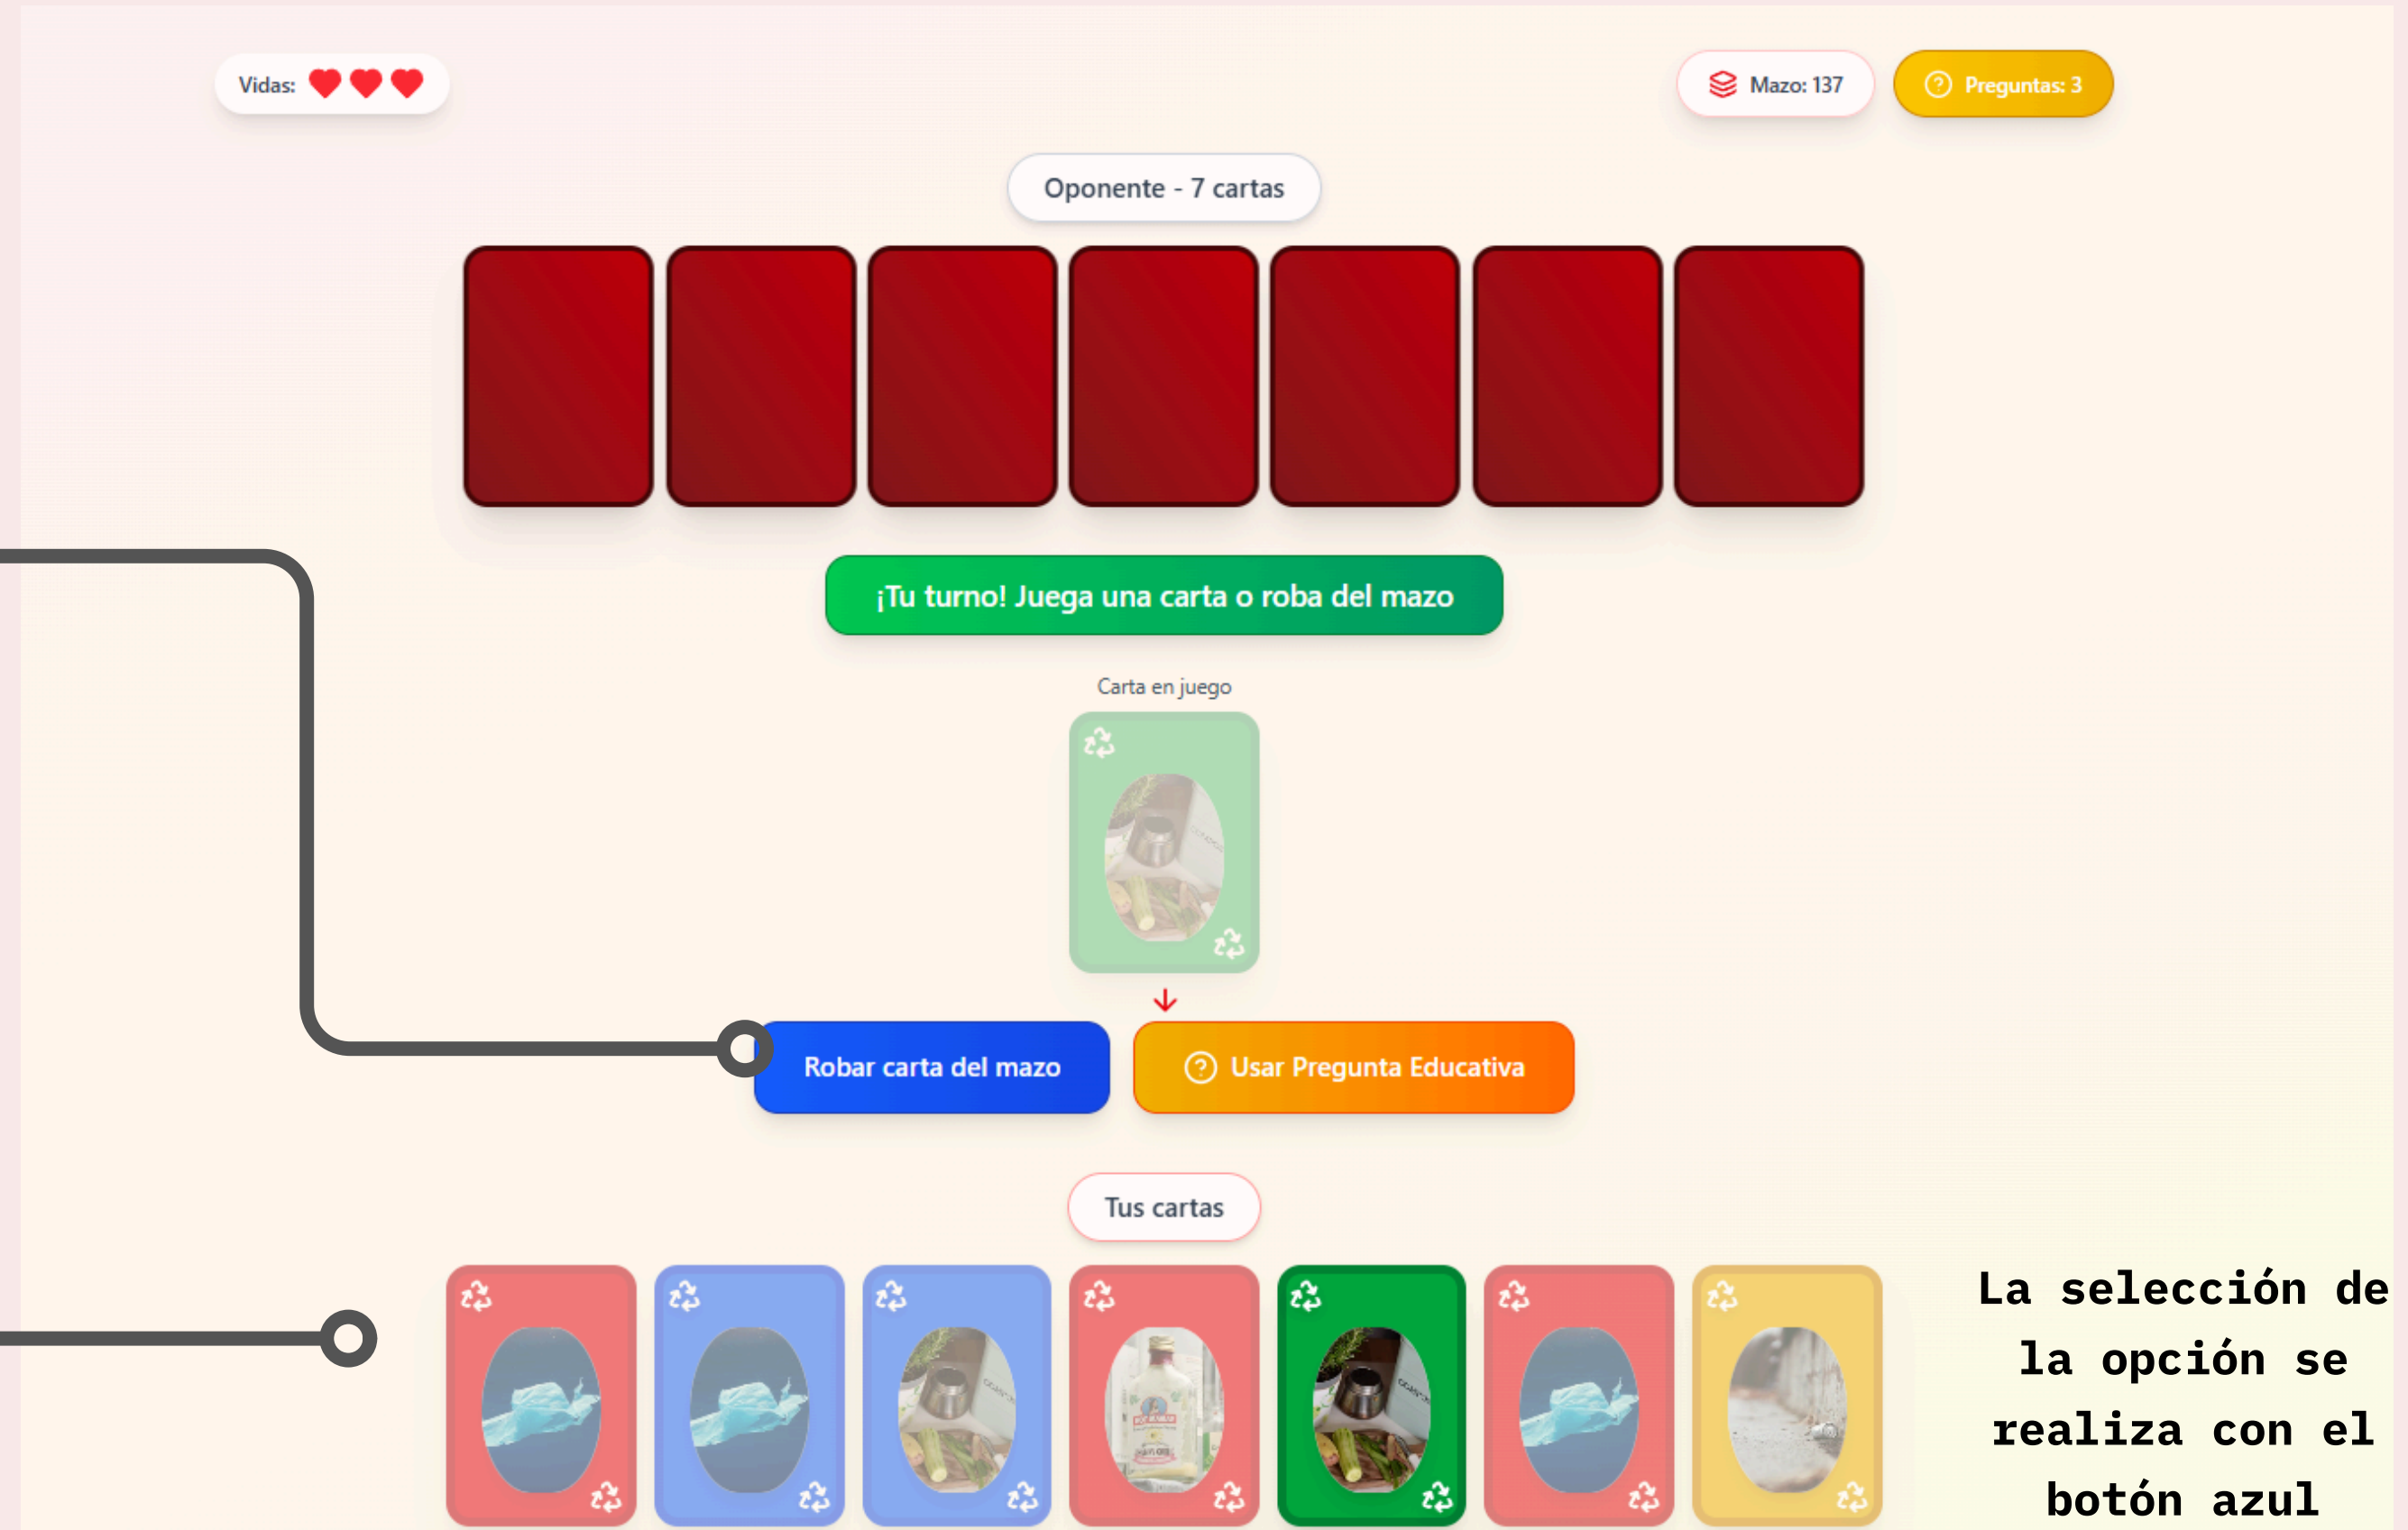 Vidas:
Mazo: 137
Preguntas: 3
Oponente - 7 cartas
¡Tu turno! Juega una carta o roba del mazo
Carta en juego
Robar carta del mazo
Usar Pregunta Educativa
Tus cartas
La selección de
la opción se
realiza con el
botón azul